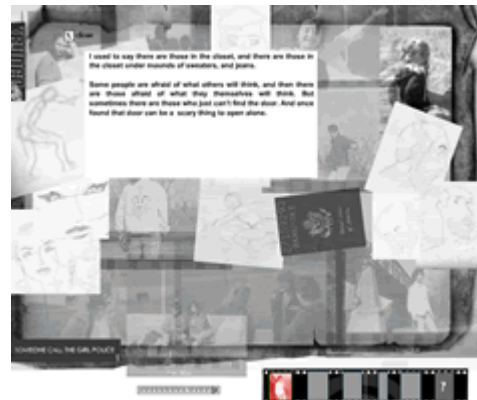 I used to say there are those in the closet, and there are those in
the closet under mounds of sweaters, and jeans.
Some people are afraid of what others will think, and then there
are those afraid of what they themselves will think. But
sometimes there are those who just can't find the door. And once
found that door can be a scary thing to open alone.
SOMEONE CALL THE GIRL POLICE
?